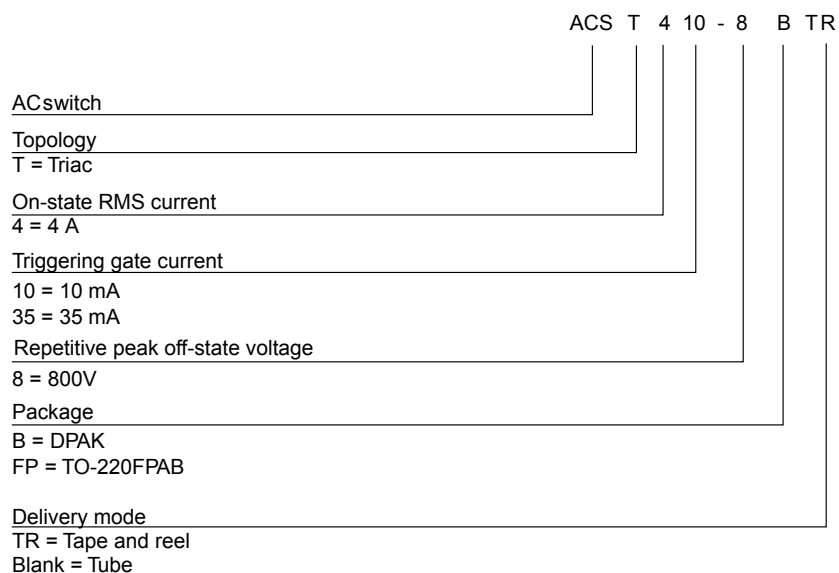 ACS T 4 10 - 8 B TR
ACswitch
Topology
T = Triac
On-state RMS current
4 = 4 A
Triggering gate current
10 = 10 mA
35 = 35 mA
Repetitive peak off-state voltage
8 = 800V
Package
B = DPAK
FP = TO-220FPAB
Delivery mode
TR = Tape and reel
Blank = Tube